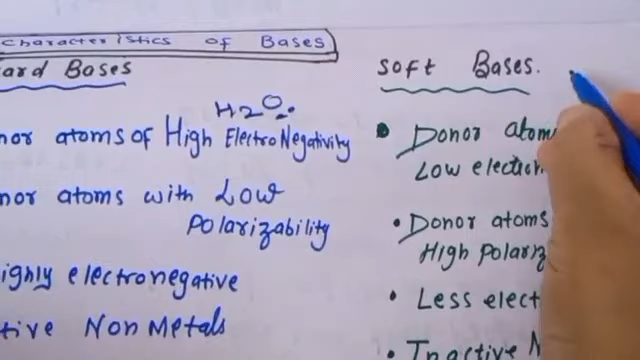 Characteristics of Bases
ard Bases
H2O:
nor atoms of High ElectroNegativity
nor atoms with Low
Polarizability
ighly electronegative
tive Non Metals
soft Bases.
Donor atom
Low electron
Donor atoms
High Polariz
Less elect
Inactive N